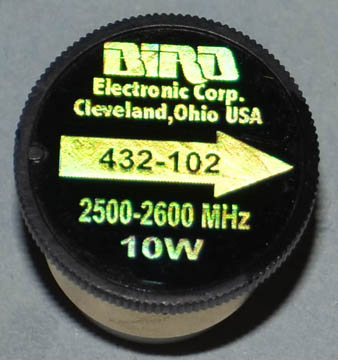 BIRD
Electronic Corp.
Cleveland,Ohio USA
432-102
2500-2600 MHz
10W